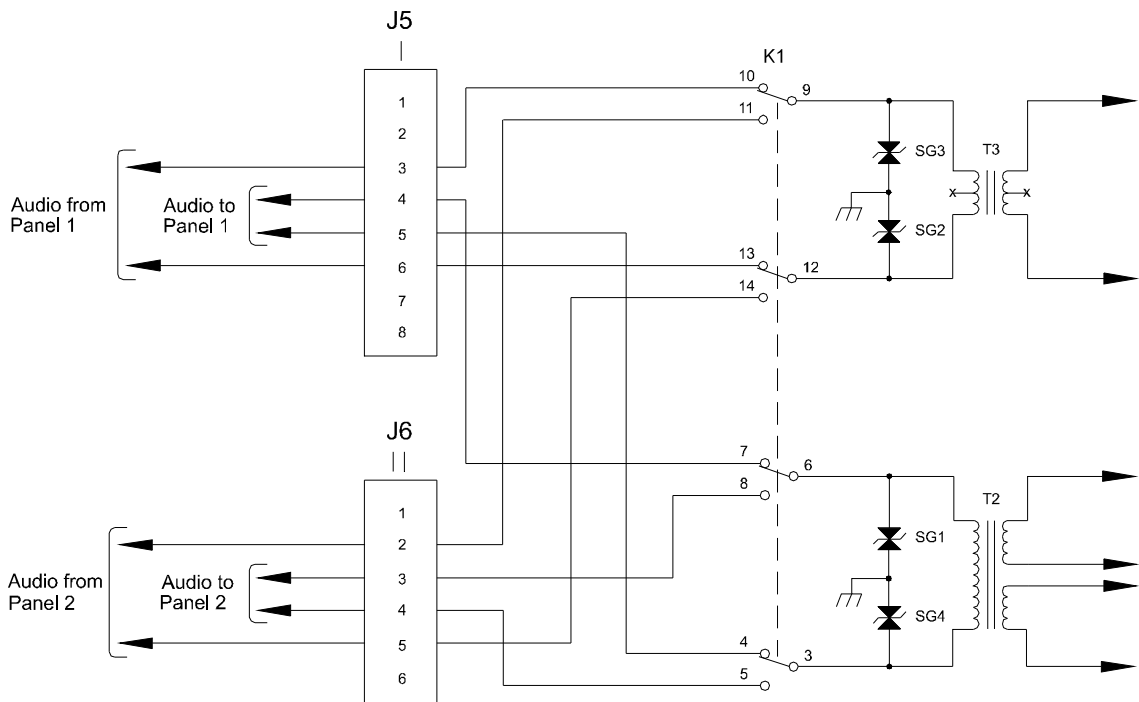 J5
K1
1
2
3
4
5
6
7
8
Audio from
Panel 1
Audio to
Panel 1
10
9
11
13
12
14
SG3
SG2
T3
x
x
J6
1
2
3
4
5
6
Audio from
Panel 2
Audio to
Panel 2
7
6
8
4
3
5
SG1
SG4
T2